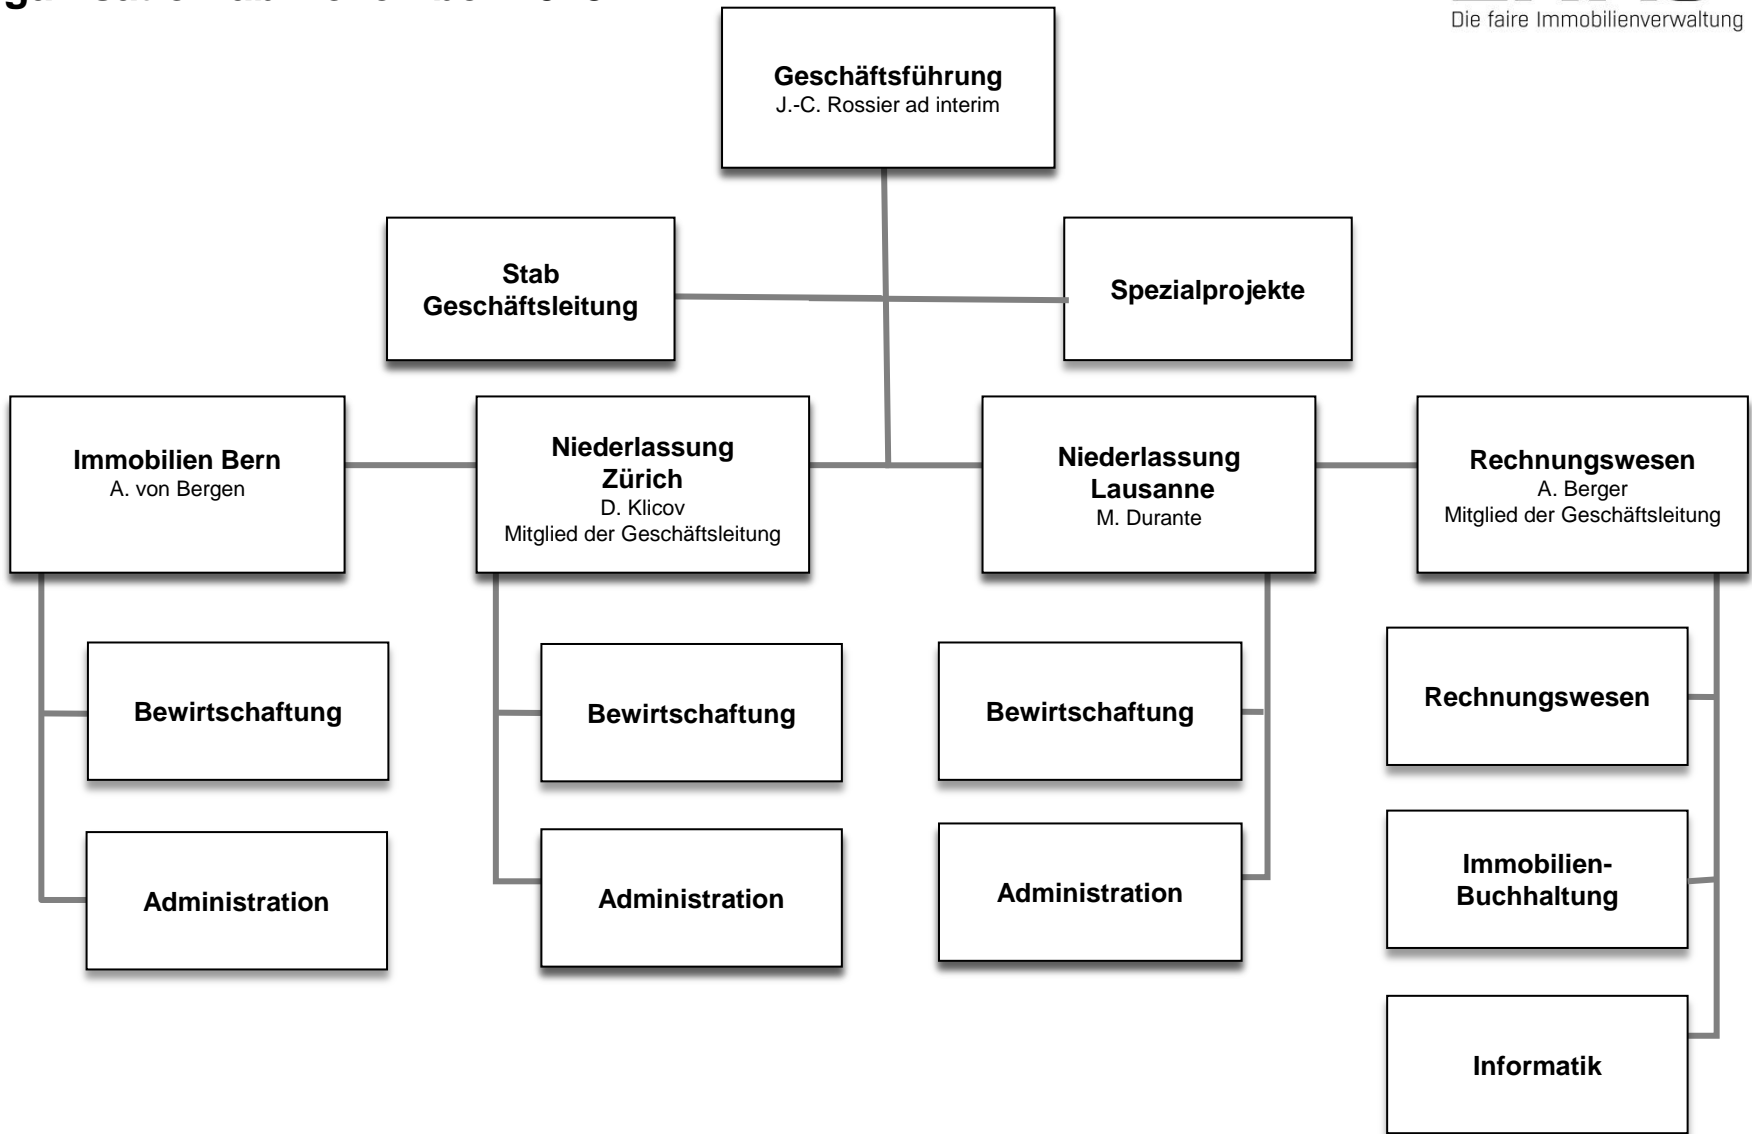 Die faire Immobilienverwaltung
Geschäftsführung
J.-C. Rossier ad interim
Stab
Geschäftsleitung
Spezialprojekte
Immobilien Bern
A. von Bergen
Niederlassung
Zürich
D. Klicov
Mitglied der Geschäftsleitung
Niederlassung
Lausanne
M. Durante
Rechnungswesen
A. Berger
Mitglied der Geschäftsleitung
Bewirtschaftung
Bewirtschaftung
Bewirtschaftung
Rechnungswesen
Administration
Administration
Administration
Immobilien-
Buchhaltung
Informatik